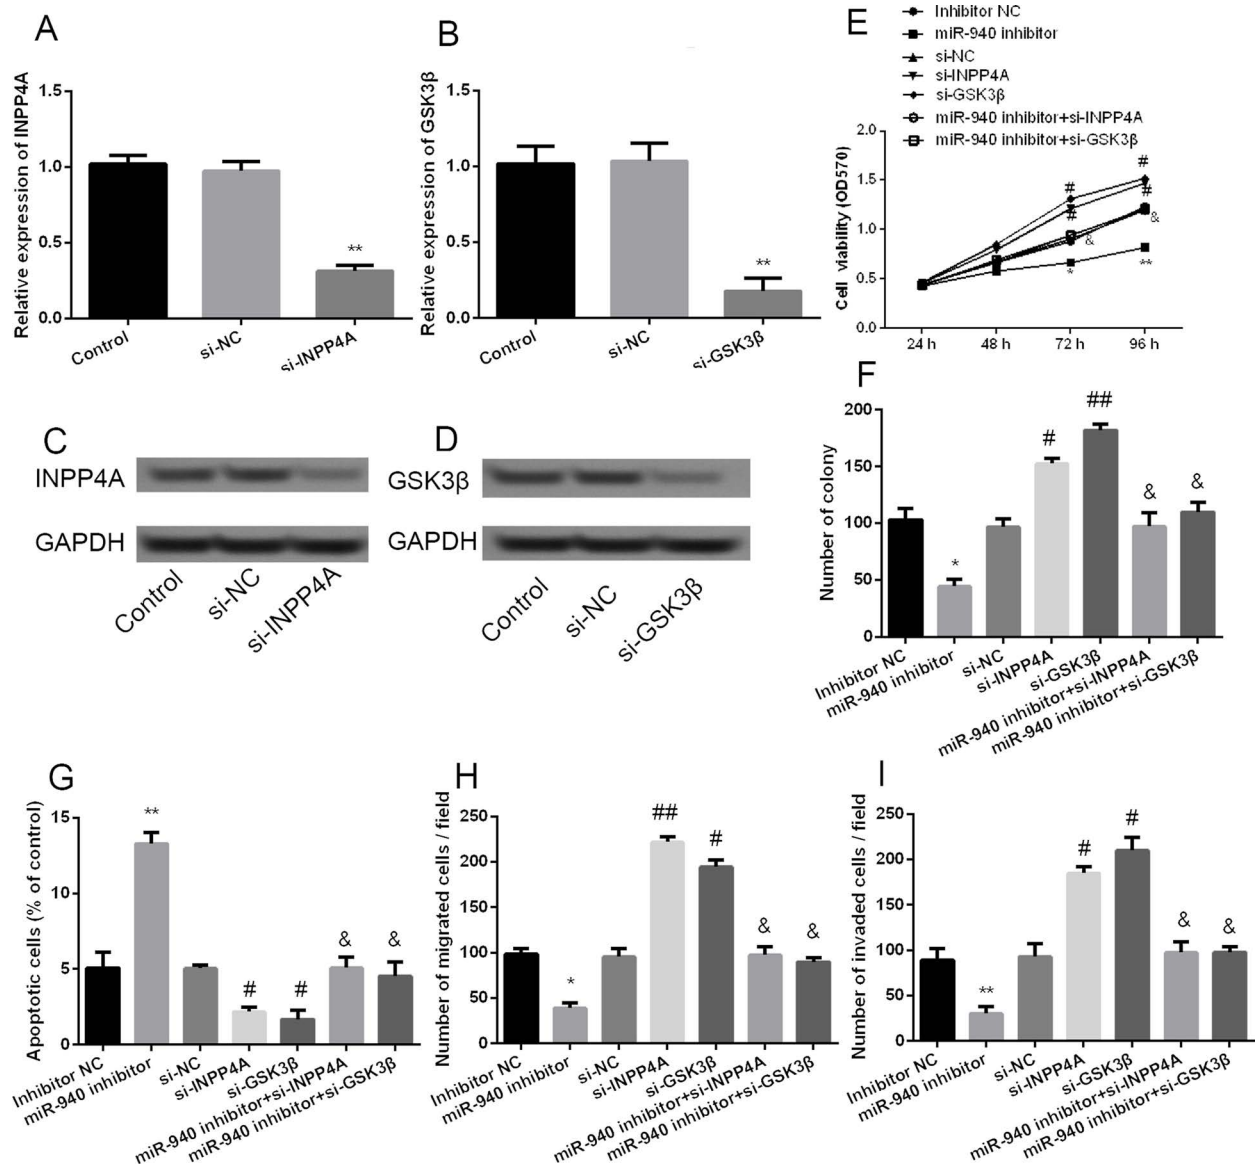 A
Relative expression of INPP4A
1.5
1.0
0.5
0.0
**
Control
si-NC
si-INPP4A
B
Relative expression of GSK3β
1.5
1.0
0.5
0.0
**
Control
si-NC
si-GSK3β
E
Inhibitor NC
miR-940 inhibitor
si-NC
si-INPP4A
si-GSK3β
miR-940 inhibitor+si-INPP4A
miR-940 inhibitor+si-GSK3β
Cell viability (OD570)
2.0
1.5
1.0
0.5
0.0
#
#
#
#
&
&
*
**
24 h
48 h
72 h
96 h
C
INPP4A
GAPDH
Control
si-NC
si-INPP4A
D
GSK3β
GAPDH
Control
si-NC
si-GSK3β
F
Number of colony
200
150
100
50
0
*
#
##
&
&
Inhibitor NC
miR-940 inhibitor
si-NC
si-INPP4A
si-GSK3β
miR-940 inhibitor+si-INPP4A
miR-940 inhibitor+si-GSK3β
G
Apoptotic cells (% of control)
15
10
5
0
**
#
#
&
&
Inhibitor NC
miR-940 inhibitor
si-NC
si-INPP4A
si-GSK3β
miR-940 inhibitor+si-INPP4A
miR-940 inhibitor+si-GSK3β
H
Number of migrated cells / field
250
200
150
100
50
0
*
##
#
&
&
Inhibitor NC
miR-940 inhibitor
si-NC
si-INPP4A
si-GSK3β
miR-940 inhibitor+si-INPP4A
miR-940 inhibitor+si-GSK3β
I
Number of invaded cells / field
250
200
150
100
50
0
**
#
#
&
&
Inhibitor NC
miR-940 inhibitor
si-NC
si-INPP4A
si-GSK3β
miR-940 inhibitor+si-INPP4A
miR-940 inhibitor+si-GSK3β